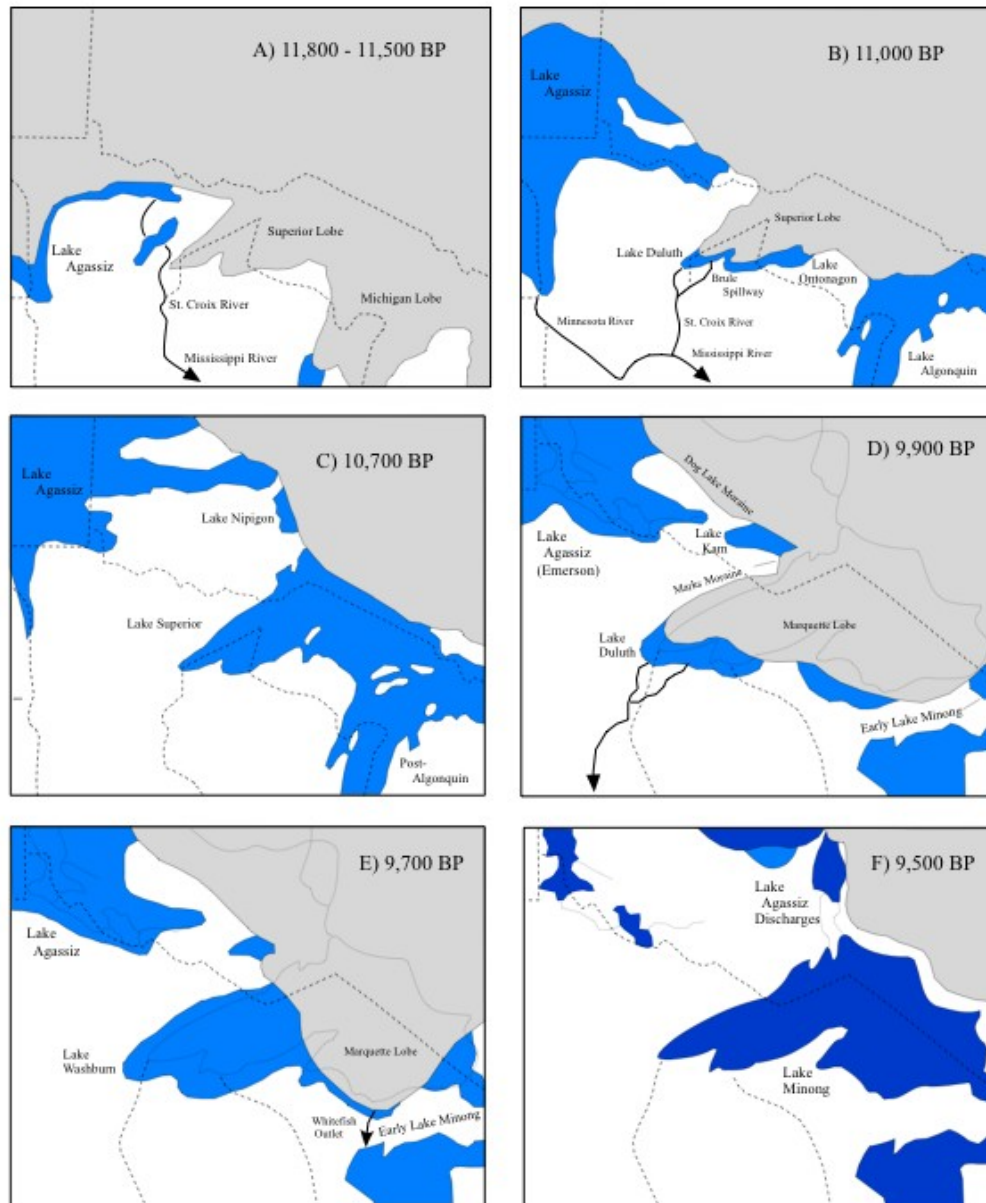 A) 11,800 - 11,500 BP
Lake
Agassiz
Superior Lobe
Michigan Lobe
St. Croix River
Mississippi River
B) 11,000 BP
Lake
Agassiz
Superior Lobe
Lake Duluth
Brule
Spillway
Lake
Ontonagon
Minnesota River
St. Croix River
Mississippi River
Lake
Algonquin
C) 10,700 BP
Lake
Agassiz
Lake Nipigon
Lake Superior
Post-
Algonquin
D) 9,900 BP
Dog Lake Moraine
Lake
Agassiz
(Emerson)
Lake
Kam
Marks Moraine
Lake
Duluth
Marquette Lobe
Early Lake Minong
E) 9,700 BP
Lake
Agassiz
Lake
Washburn
Marquette Lobe
Whitefish
Outlet
Early Lake Minong
F) 9,500 BP
Lake
Agassiz
Discharges
Lake
Minong